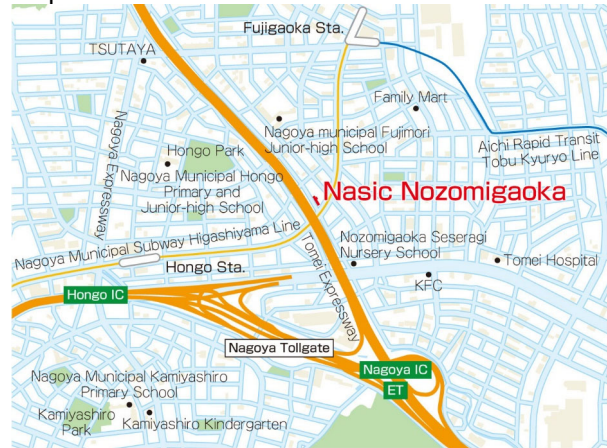 Fujigaoka Sta.
TSUTAYA
Family Mart
Nagoya Expressway
Nagoya municipal Fujimori
Junior-high School
Aichi Rapid Transit
Tobu Kyuryo Line
Hongo Park
Nagoya Municipal Hongo
Primary and
Junior-high School
Nasic Nozomigaoka
Nagoya Municipal Subway Higashiyama Line
Hongo Sta.
Tomei Expressway
Nozomigaoka Seseragi
Nursery School
Tomei Hospital
KFC
Hongo IC
Nagoya Tollgate
Nagoya IC
ET
Nagoya Municipal Kamiyashiro
Primary School
Kamiyashiro
Park
Kamiyashiro Kindergarten